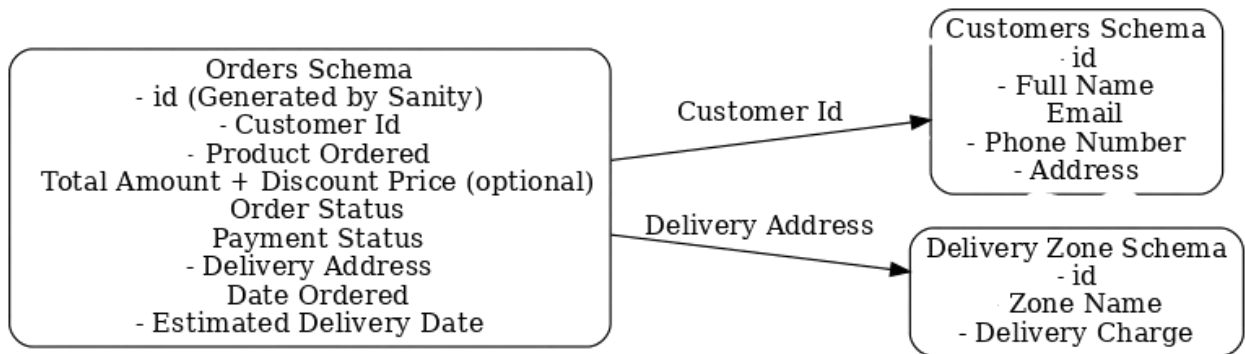 Orders Schema
- id (Generated by Sanity)
- Customer Id
- Product Ordered
Total Amount + Discount Price (optional)
Order Status
Payment Status
- Delivery Address
Date Ordered
- Estimated Delivery Date
Customer Id
Delivery Address
Customers Schema
- id
- Full Name
Email
- Phone Number
- Address
Delivery Zone Schema
- id
Zone Name
- Delivery Charge